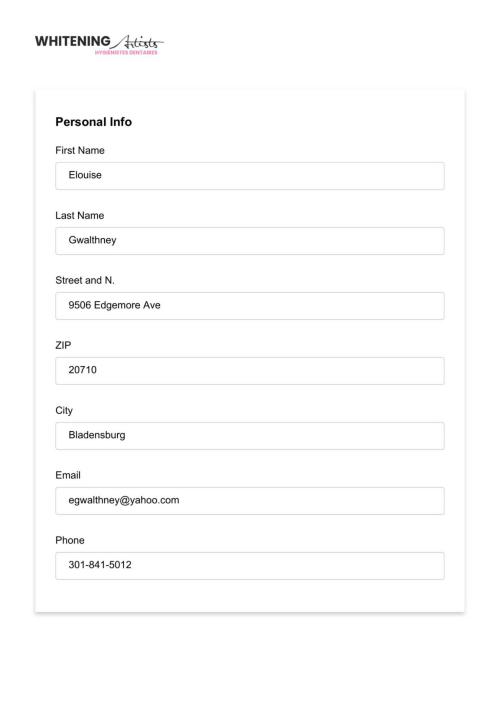 WHITENING Artists
HYGIÉNISTES DENTAIRES
Personal Info
First Name
Elouise
Last Name
Gwalthney
Street and N.
9506 Edgemore Ave
ZIP
20710
City
Bladensburg
Email
egwalthney@yahoo.com
Phone
301-841-5012